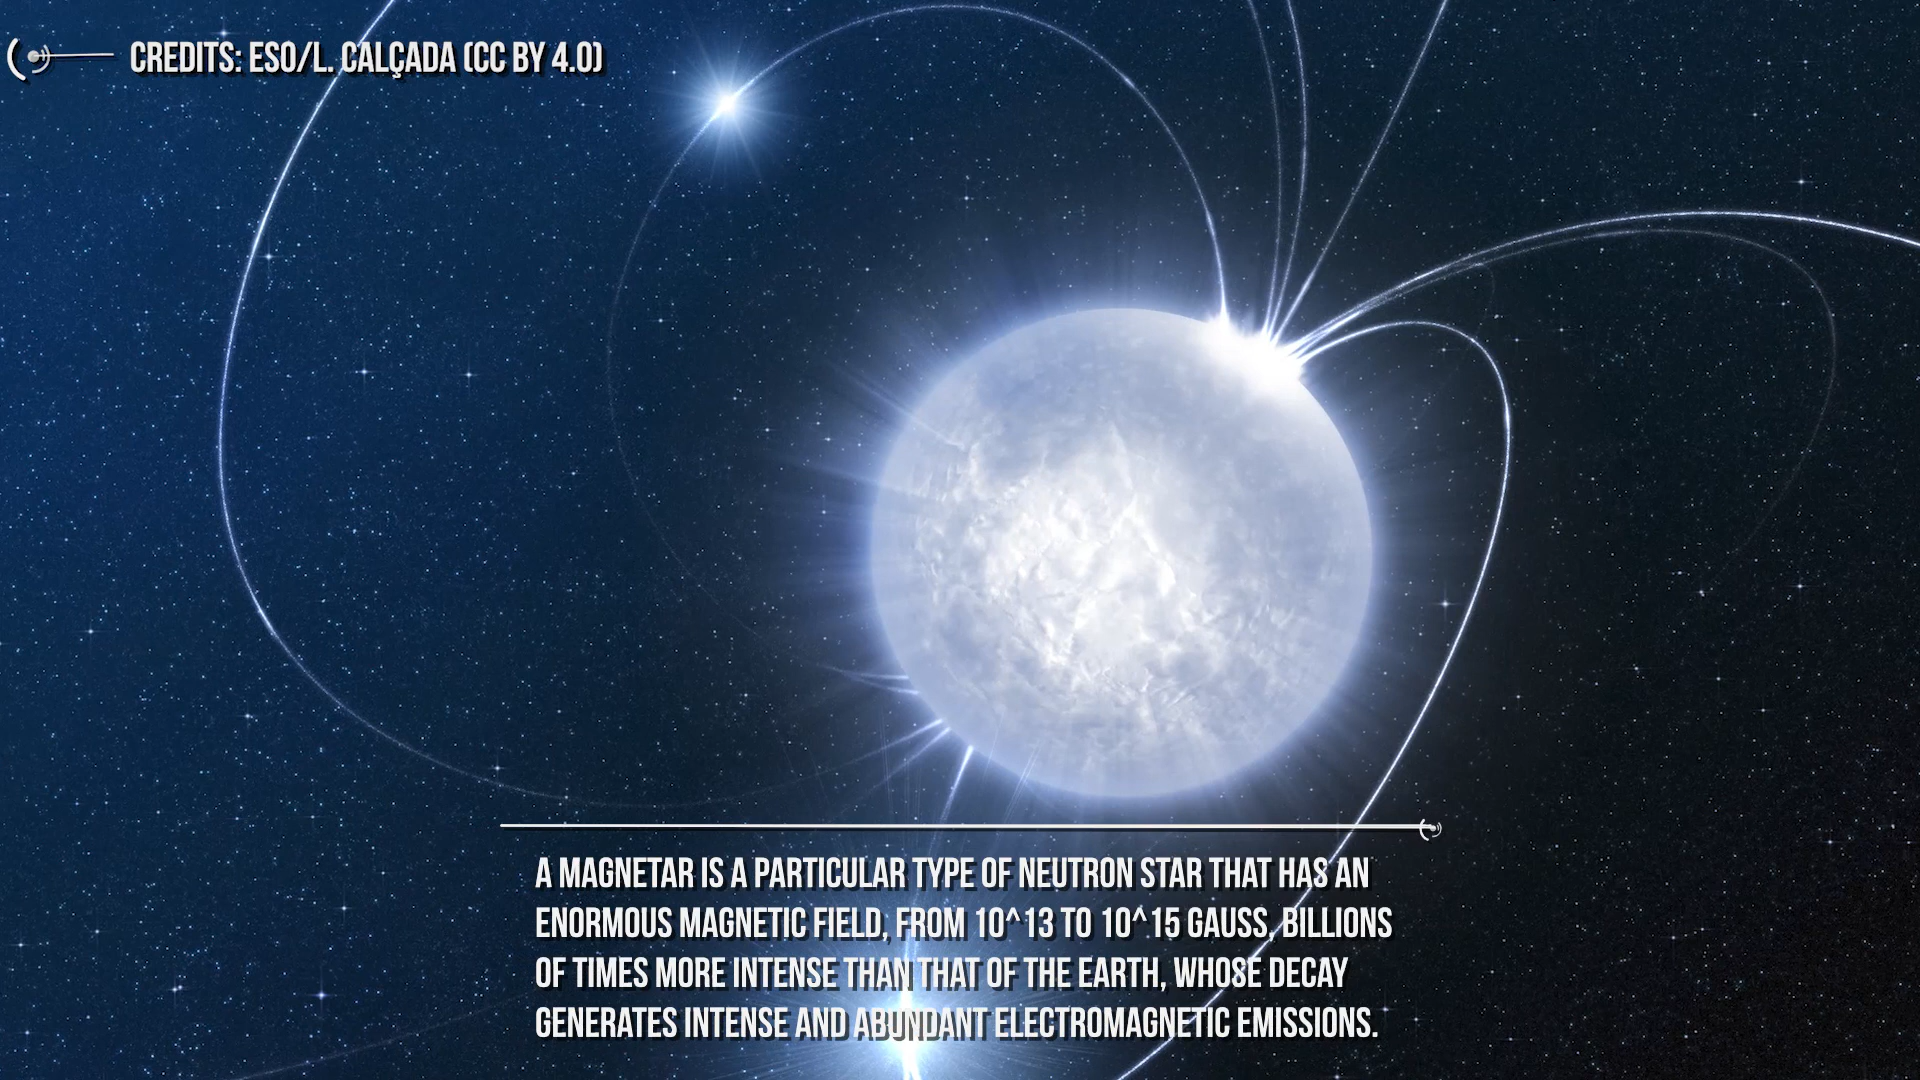 CREDITS: ESO/L. CALÇADA (CC BY 4.0)
A MAGNETAR IS A PARTICULAR TYPE OF NEUTRON STAR THAT HAS AN
ENORMOUS MAGNETIC FIELD, FROM 10^13 TO 10^15 GAUSS, BILLIONS
OF TIMES MORE INTENSE THAN THAT OF THE EARTH, WHOSE DECAY
GENERATES INTENSE AND ABUNDANT ELECTROMAGNETIC EMISSIONS.